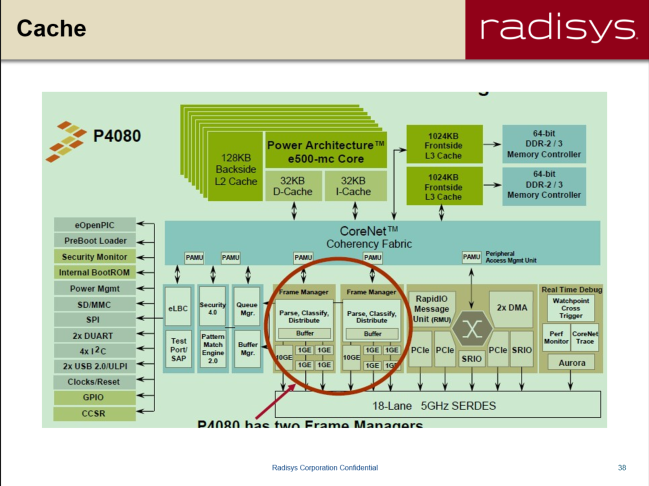 Cache
radisys
P4080
128KB
Backside
L2 Cache
Power Architecture™
e500-mc Core
32KB
D-Cache
32KB
I-Cache
1024KB
Frontside
L3 Cache
1024KB
Frontside
L3 Cache
64-bit
DDR-2 / 3
Memory Controller
64-bit
DDR-2 / 3
Memory Controller
CoreNet™
Coherency Fabric
PAMU
PAMU
PAMU
PAMU
PAMU
Peripheral
Access Mgmt Unit
eOpenPIC
PreBoot Loader
Security Monitor
Internal BootROM
Power Mgmt
SD/MMC
SPI
2x DUART
4x I2C
2x USB 2.0/ULPI
Clocks/Reset
GPIO
CCSR
eLBC
Test
Port/
SAP
Security
4.0
Pattern
Match
Engine
2.0
Queue
Mgr.
Buffer
Mgr.
Frame Manager
Parse, Classify,
Distribute
Buffer
10GE
1GE
1GE
1GE
1GE
Frame Manager
Parse, Classify,
Distribute
Buffer
10GE
1GE
1GE
1GE
1GE
RapidIO
Message
Unit (RMU)
2x DMA
PCIe
PCIe
SRIO
PCIe
SRIO
Real Time Debug
Watchpoint
Cross
Trigger
Perf
Monitor
CoreNet
Trace
Aurora
18-Lane 5GHz SERDES
P4080 has two Frame Managers
Radisys Corporation Confidential
38